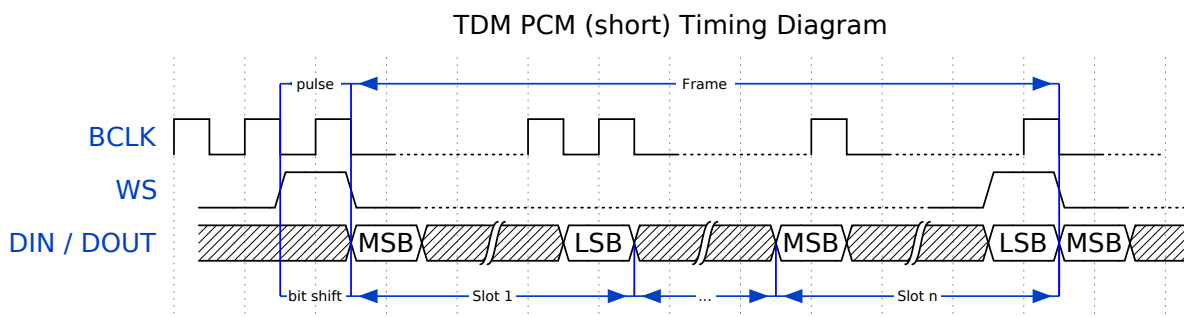 TDM PCM (short) Timing Diagram
pulse Frame
BCLK
WS
DIN / DOUT MSB LSB MSB LSB MSB
bit shift Slot 1 ... Slot n